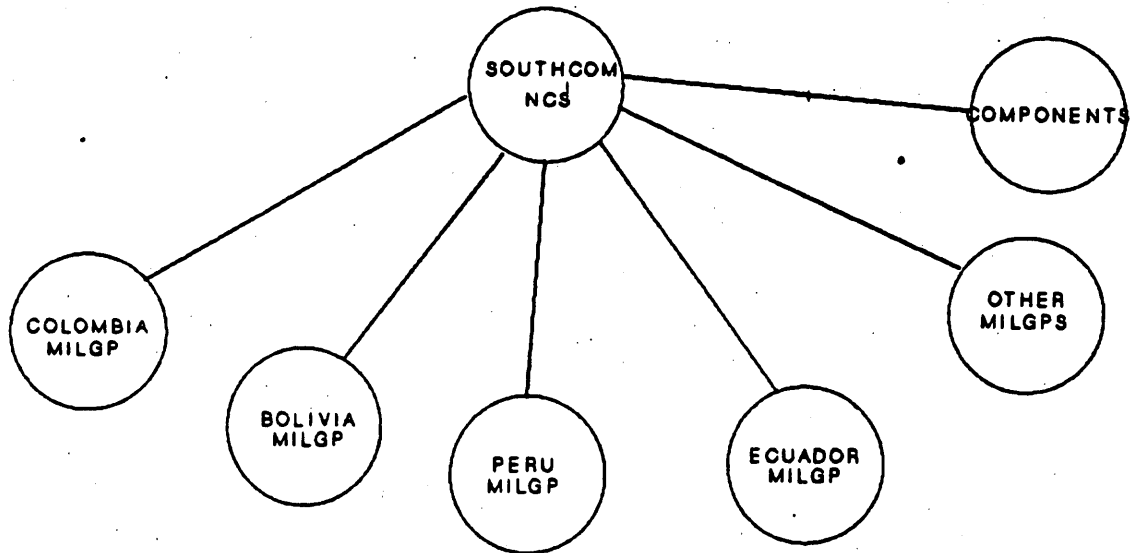 SOUTHCOM
NCS
COMPONENTS
COLOMBIA
MILGP
BOLIVIA
MILGP
PERU
MILGP
ECUADOR
MILGP
OTHER
MILGPS